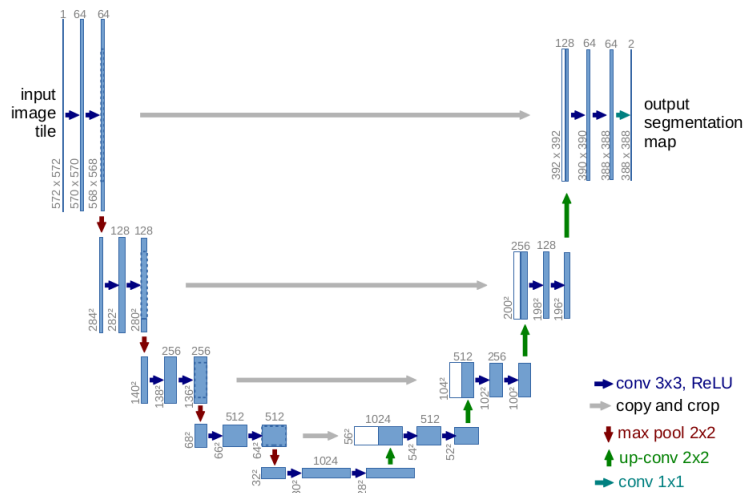 1 64 64
128 64 64 2
input
image
tile
output
segmentation
map
572 x 572
570 x 570
568 x 568
392 x 392
390 x 390
388 x 388
388 x 388
128 128
256 128
284²
282²
280²
200²
198²
196²
256 256
512 256
140²
138²
136²
104²
102²
100²
512 512
1024 512
68²
66²
64²
56²
54²
52²
1024
32²
30²
28²
conv 3x3, ReLU
copy and crop
max pool 2x2
up-conv 2x2
conv 1x1